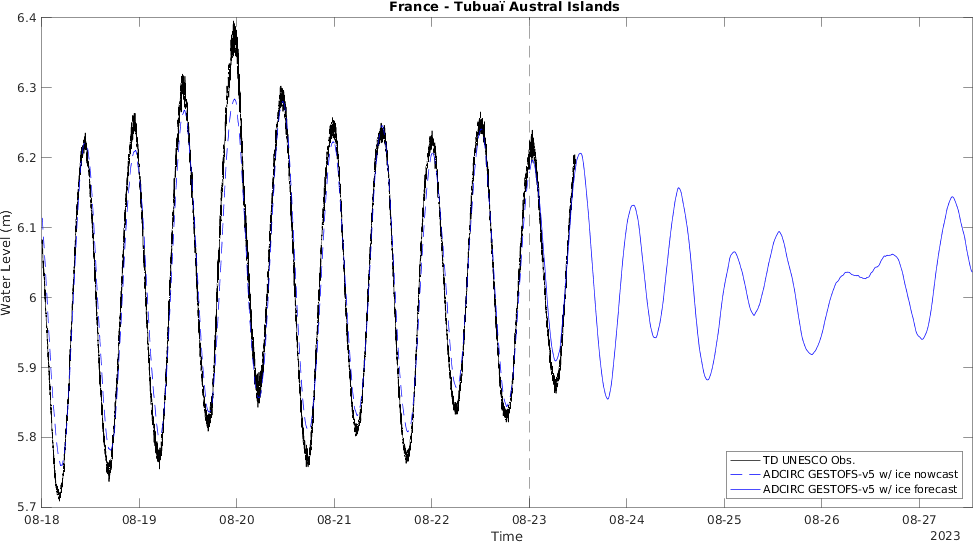 France - Tubuaï Austral Islands
Water Level (m)
6.4
6.3
6.2
6.1
6
5.9
5.8
5.7
TD UNESCO Obs.
ADCIRC GESTOFS-v5 w/ ice nowcast
ADCIRC GESTOFS-v5 w/ ice forecast
08-18 08-19 08-20 08-21 08-22 08-23 08-24 08-25 08-26 08-27
Time
2023